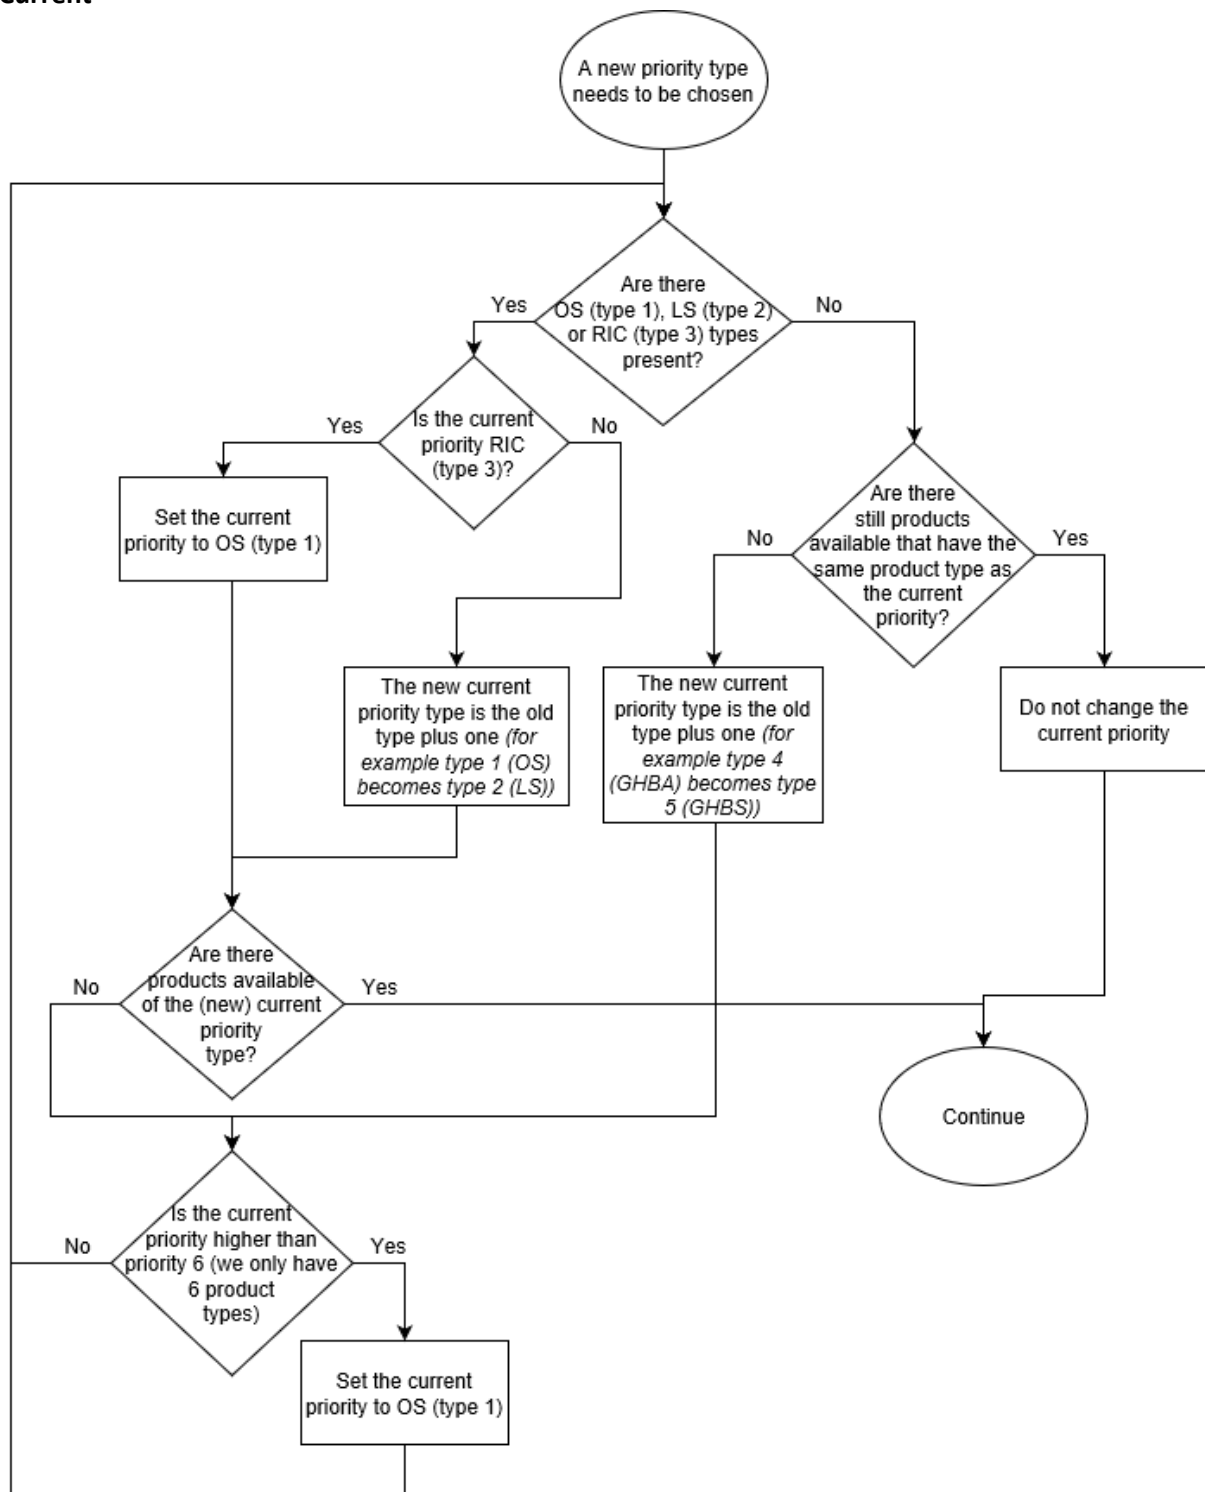 Current
A new priority type
needs to be chosen
Are there
OS (type 1), LS (type 2)
or RIC (type 3) types
present?
Yes
No
Is the current
priority RIC
(type 3)?
Yes
No
Set the current
priority to OS (type 1)
Are there
still products
available that have the
same product type as
the current
priority?
No
Yes
The new current
priority type is the old
type plus one (for
example type 1 (OS)
becomes type 2 (LS))
The new current
priority type is the old
type plus one (for
example type 4
(GHBA) becomes type
5 (GHBS))
Do not change the
current priority
Are there
products available
of the (new) current
priority
type?
No
Yes
Continue
Is the current
priority higher than
priority 6 (we only have
6 product
types)
No
Yes
Set the current
priority to OS (type 1)